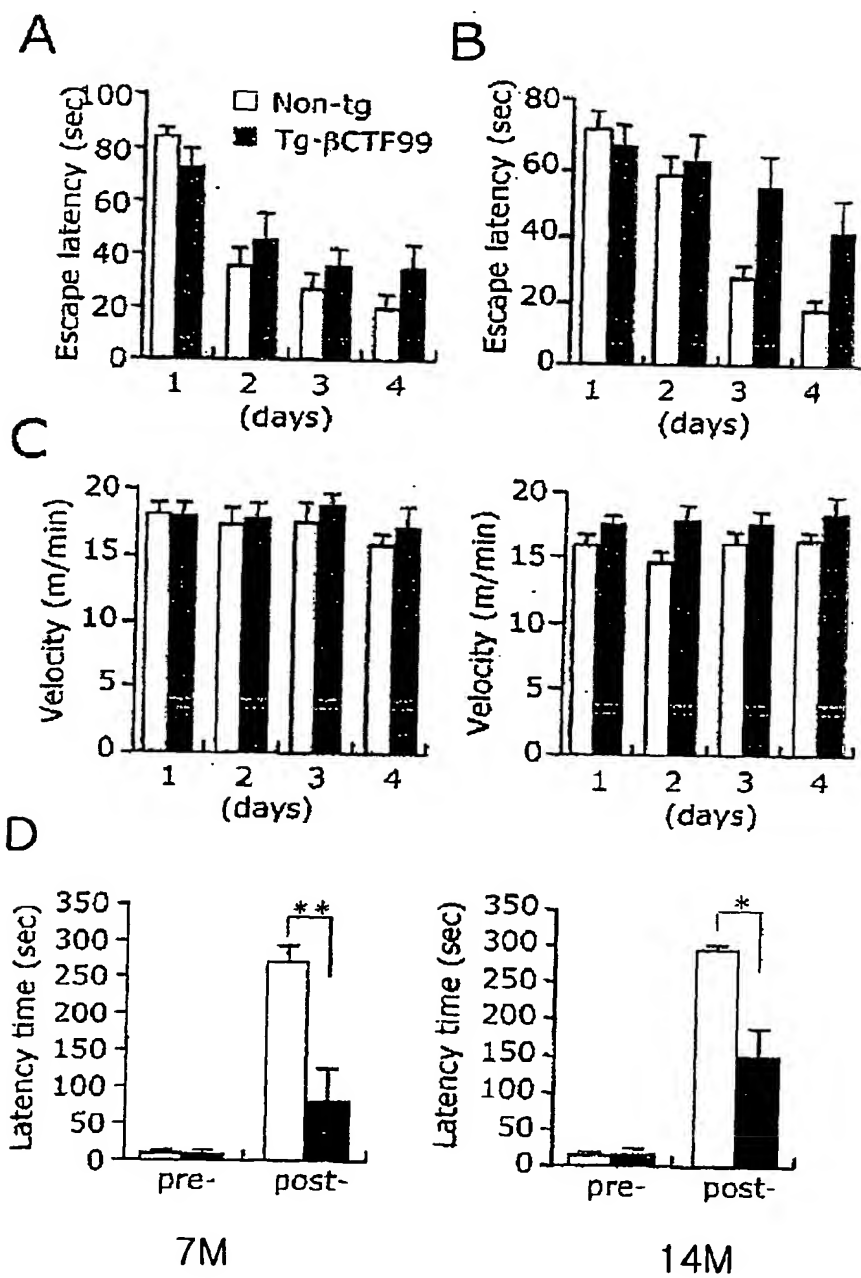 A
Escape latency (sec)
100
80
60
40
20
0
Non-tg
Tg-βCTF99
1 2 3 4
(days)
B
Escape latency (sec)
80
60
40
20
0
1 2 3 4
(days)
C
Velocity (m/min)
20
15
10
5
0
1 2 3 4
(days)
Velocity (m/min)
20
15
10
5
0
1 2 3 4
(days)
D
Latency time (sec)
350
300
250
200
150
100
50
0
**
pre- post-
7M
Latency time (sec)
350
300
250
200
150
100
50
0
*
pre- post-
14M